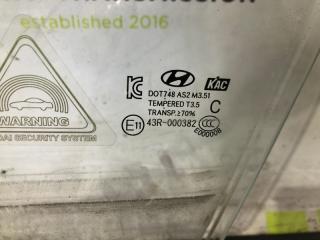 established 2016
KC
KAC
DOT748 AS2 M3.51
TEMPERED T3.5
TRANSP.≥70%
C
E11 43R-000382 CCC
E000008
WARNING
SECURITY SYSTEM